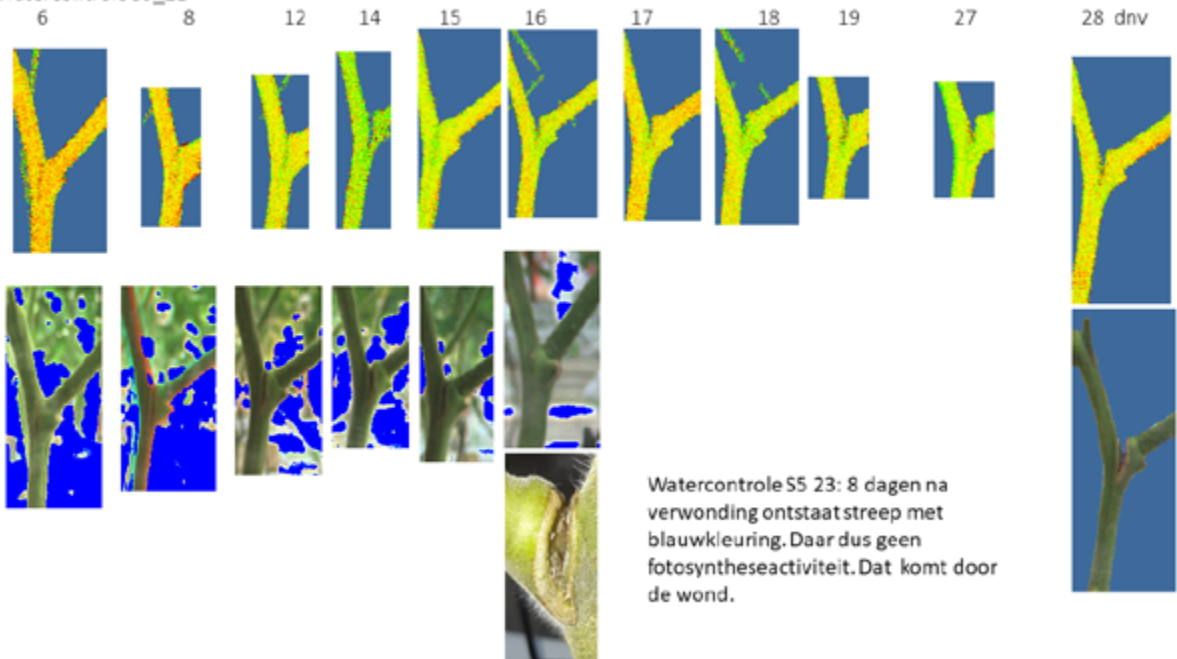 6 8 12 14 15 16 17 18 19 27 28 dnv
Watercontrole S5 23: 8 dagen na
verwonding ontstaat streep met
blauwkleuring. Daar dus geen
fotosyntheseactiviteit. Dat komt door
de wond.